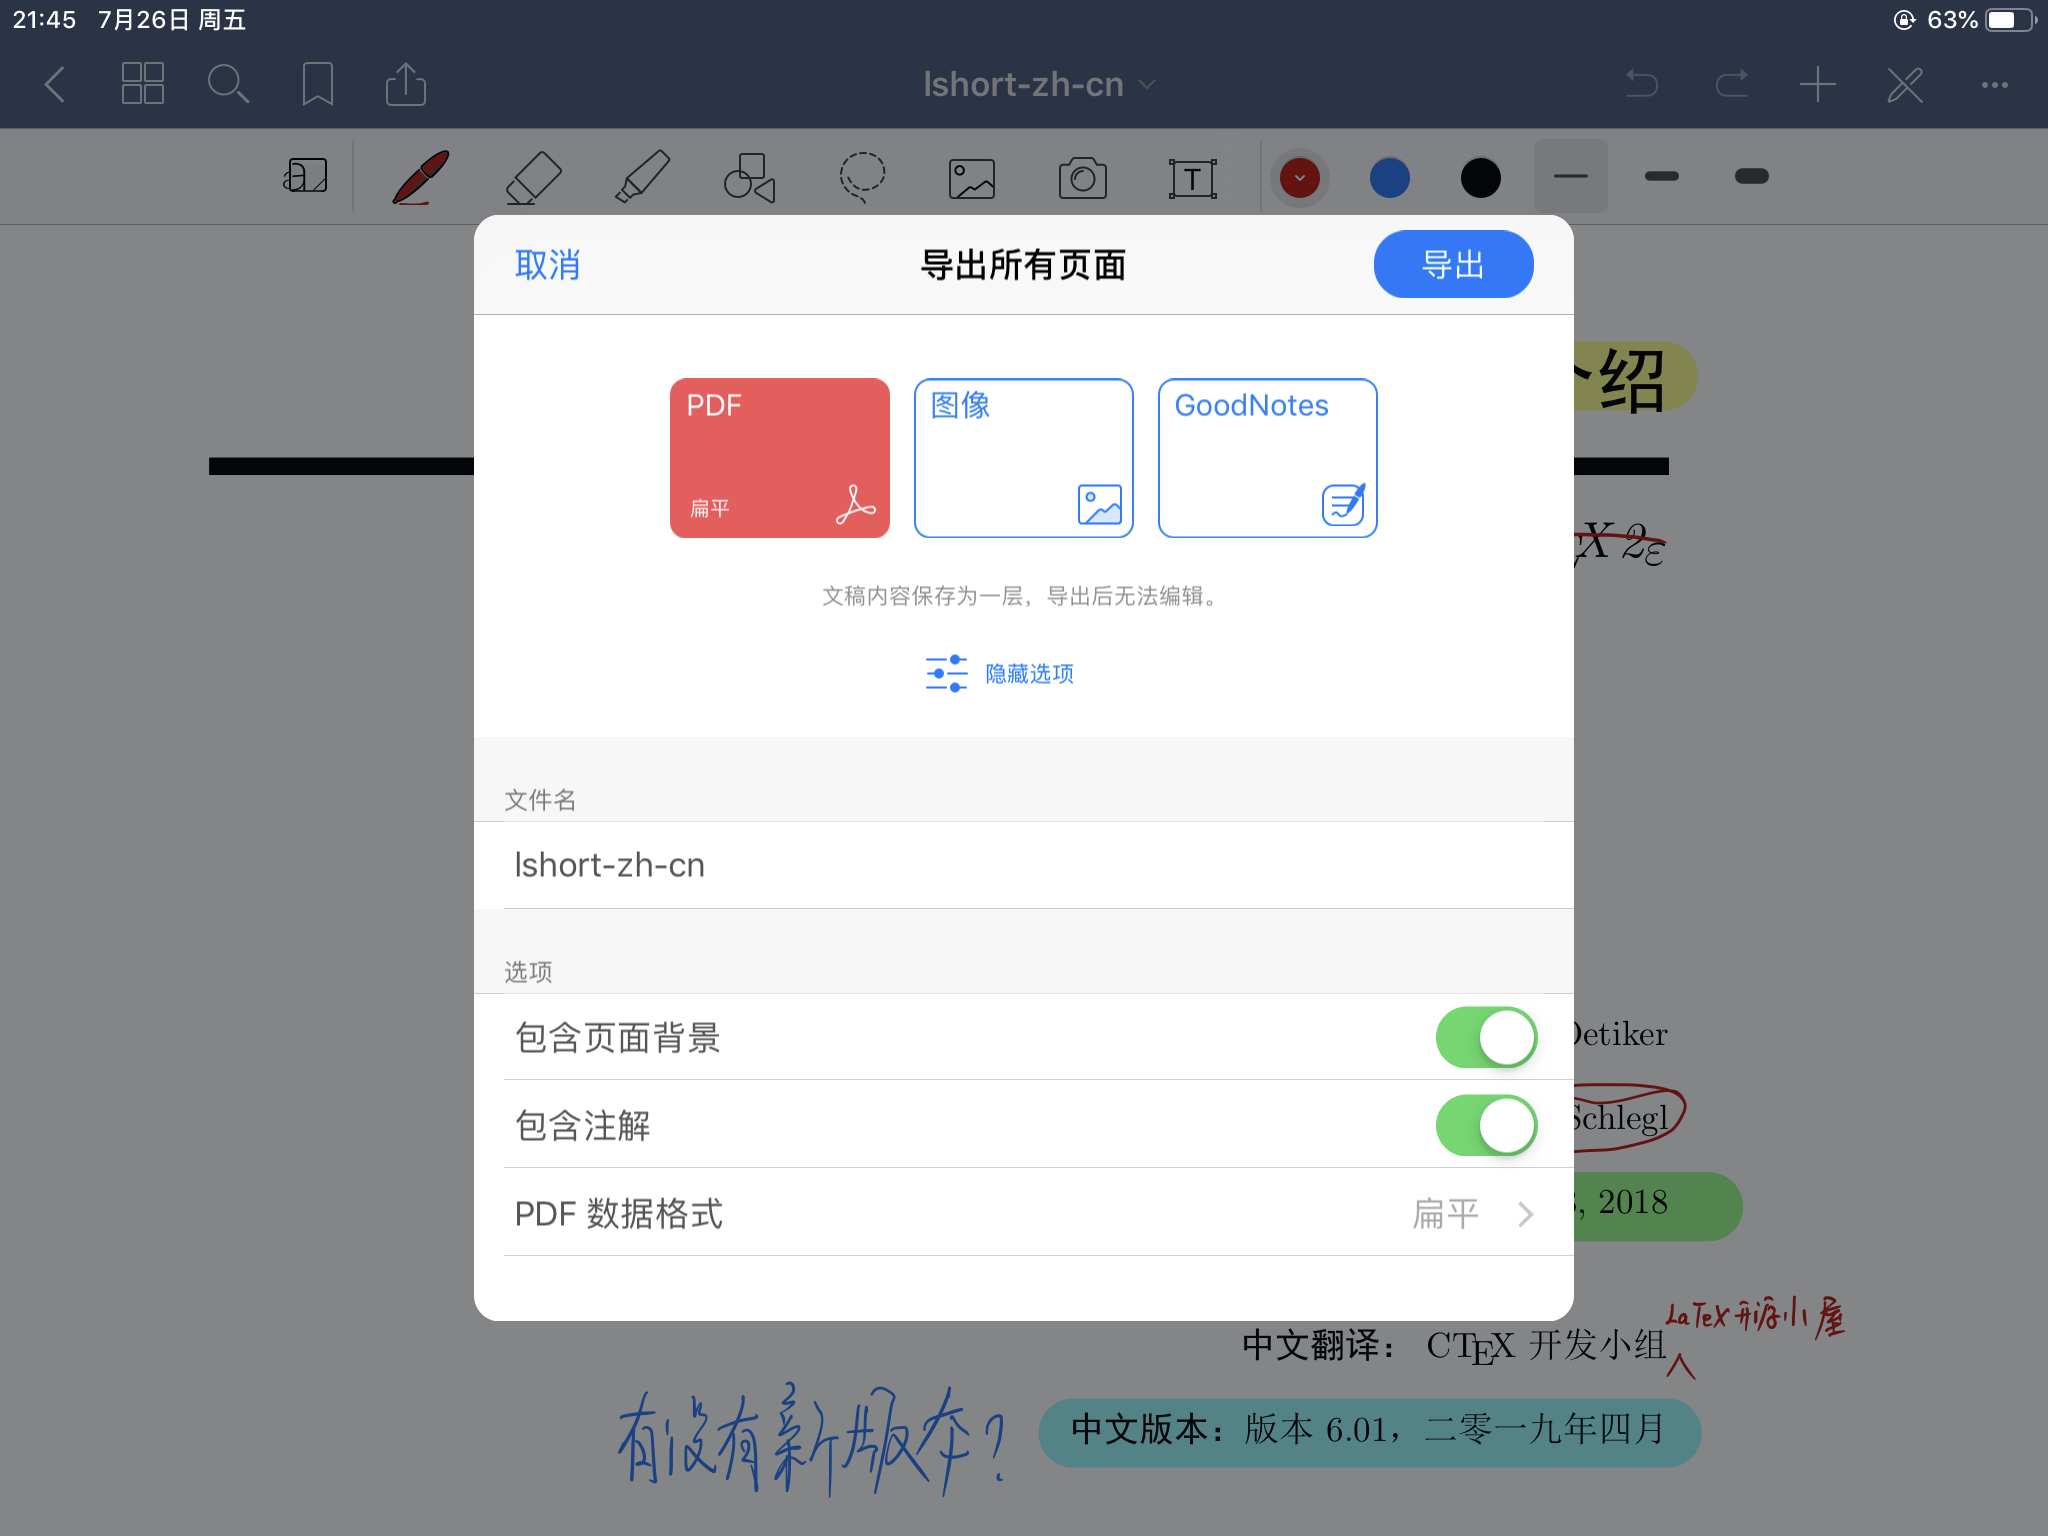 21:45 7月26日 周五 63%
lshort-zh-cn
a
T
取消 导出所有页面 导出
PDF 图像 GoodNotes
扁平
文稿内容保存为一层，导出后无法编辑。
隐藏选项
文件名
lshort-zh-cn
选项
包含页面背景
包含注解
PDF 数据格式 扁平
绍
X 2ε
Oetiker
Schlegl
, 2018
LaTeX 开源小屋
中文翻译： CTEX 开发小组
有没有新版本？
中文版本：版本 6.01，二零一九年四月